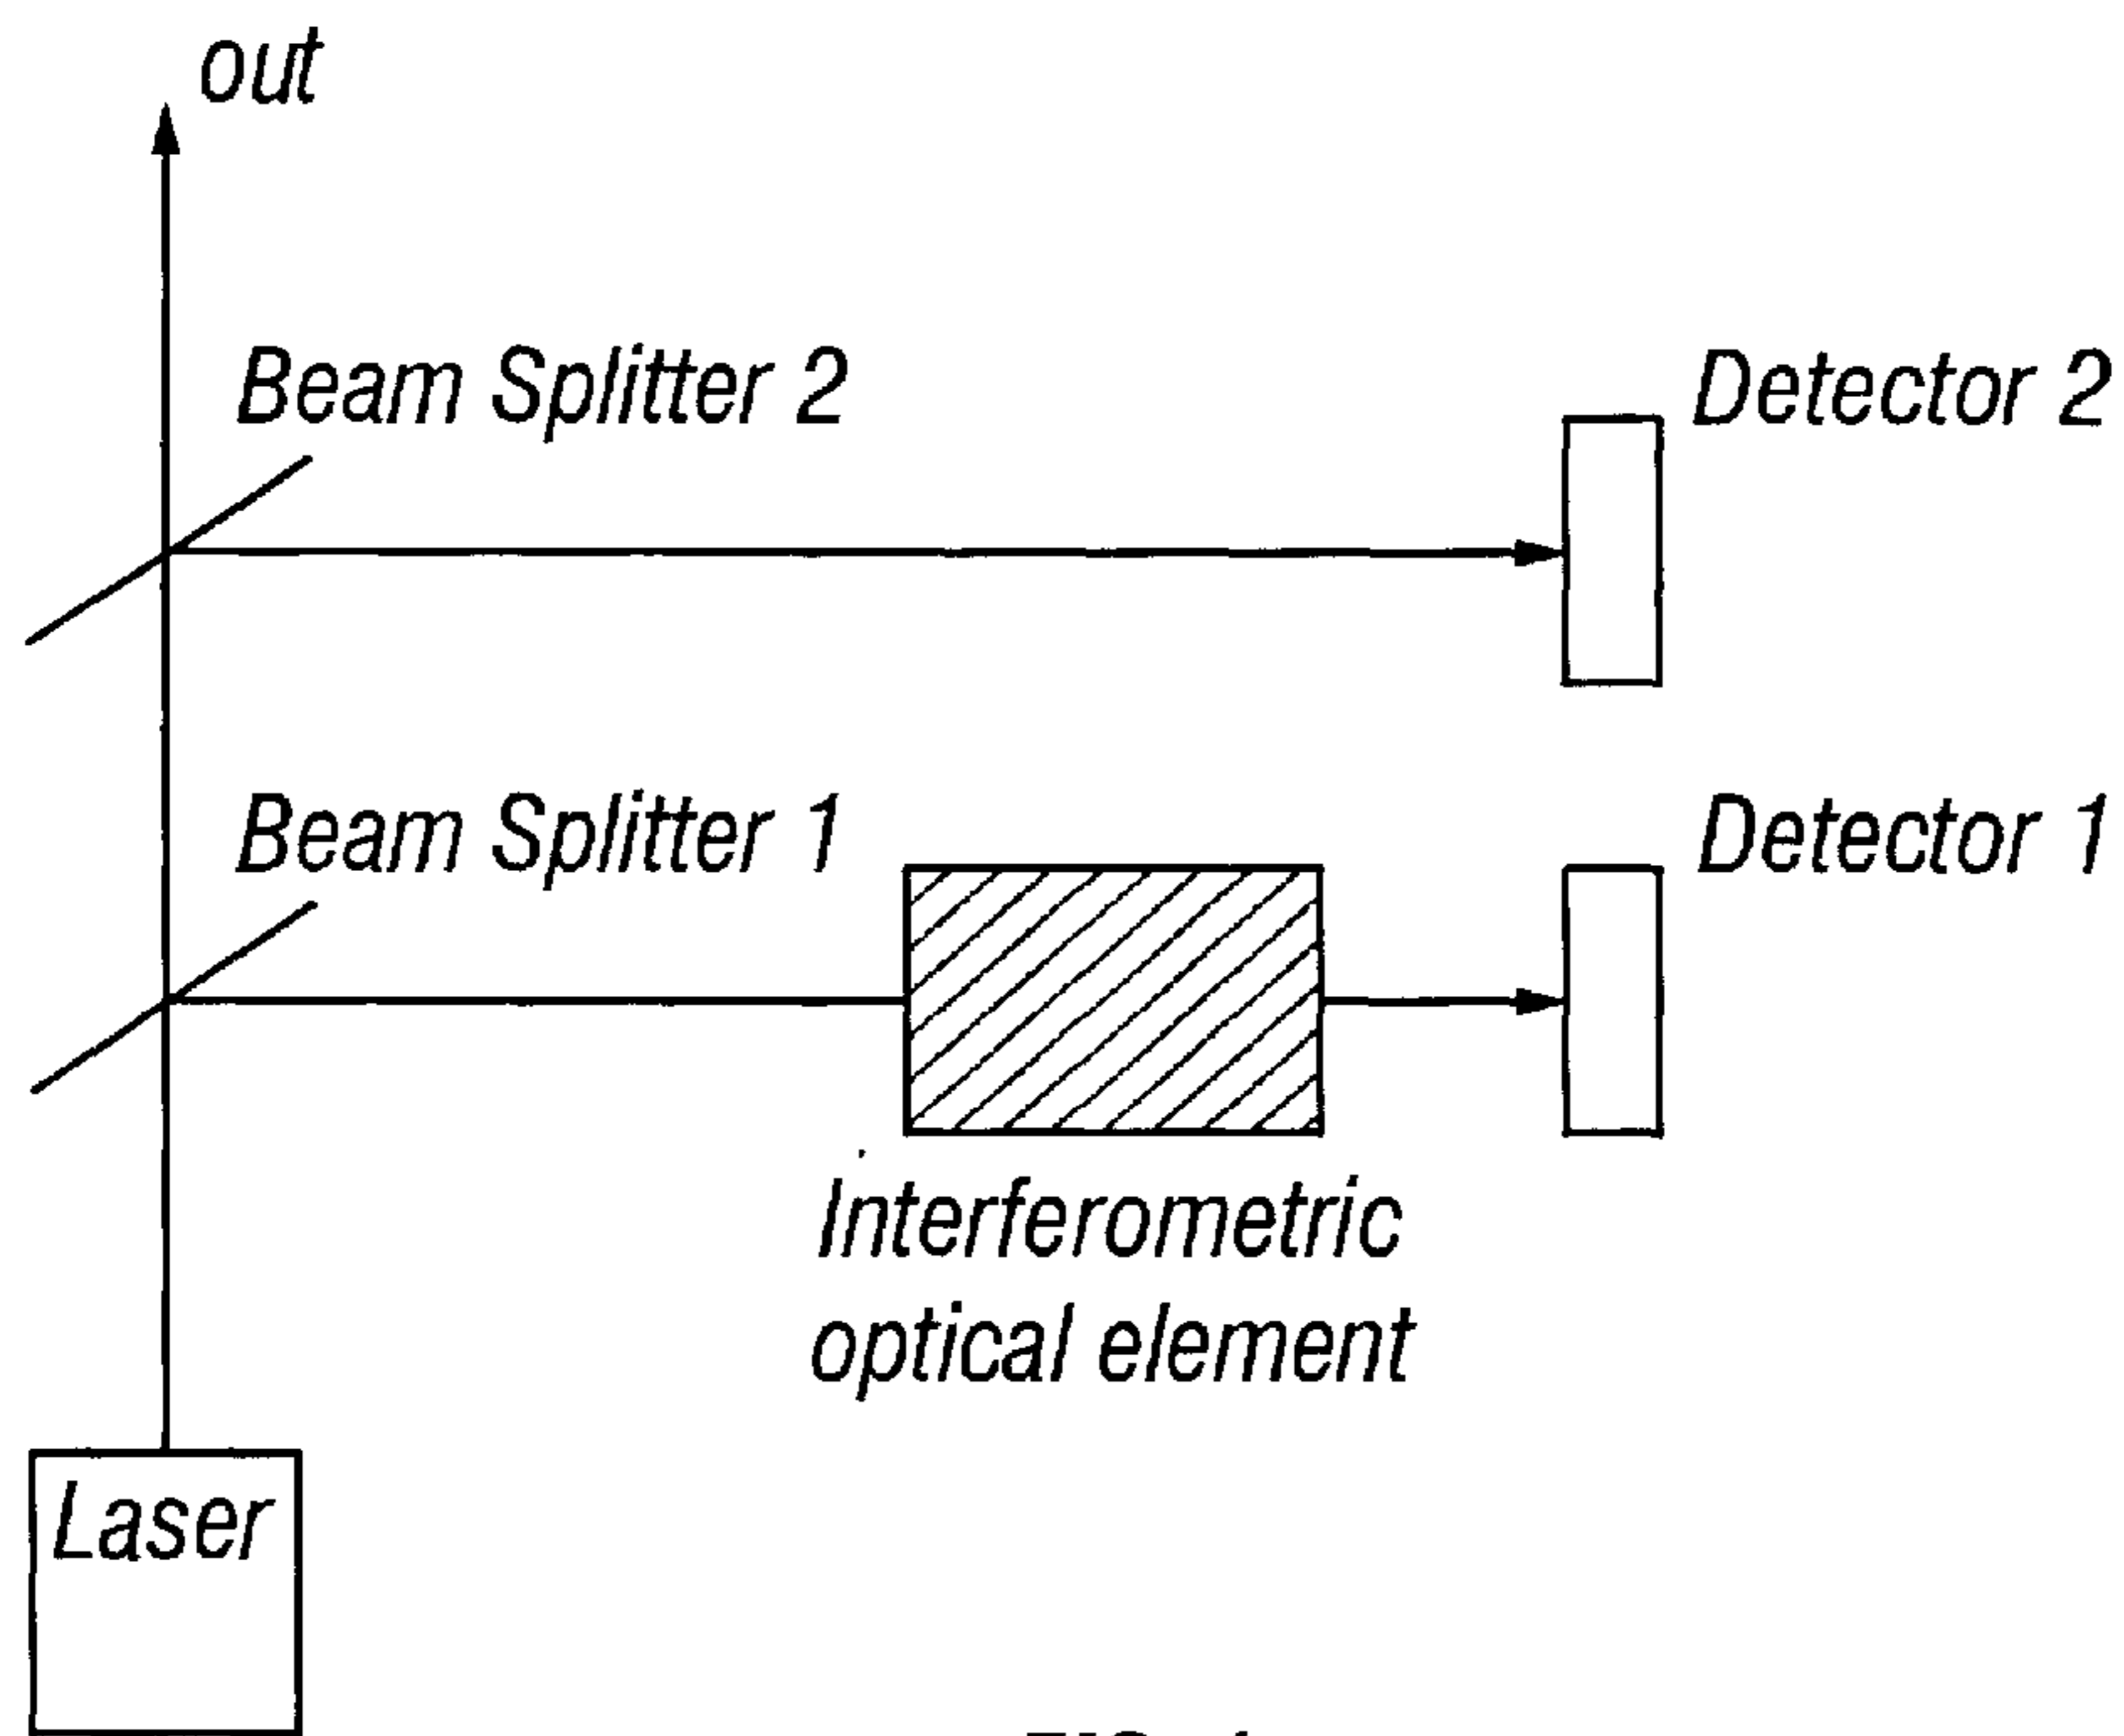 out
Beam Splitter 2
Detector 2
Beam Splitter 1
Detector 1
Interferometric
optical element
Laser